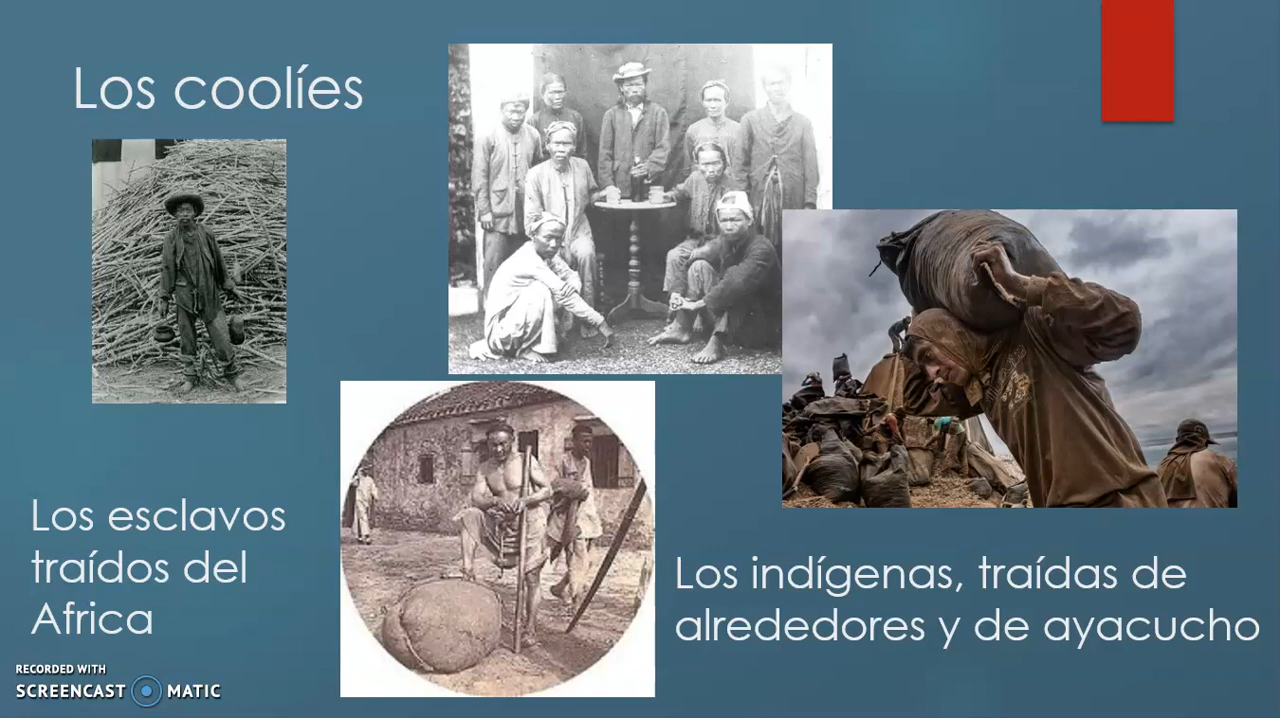 Los coolíes
Los esclavos
traídos del
Africa
Los indígenas, traídas de
alrededores y de ayacucho
RECORDED WITH
SCREENCAST MATIC